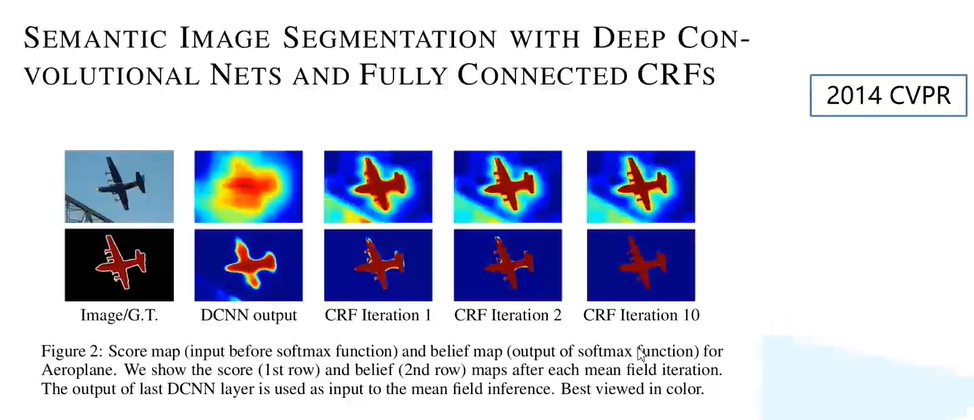 SEMANTIC IMAGE SEGMENTATION WITH DEEP CON-
VOLUTIONAL NETS AND FULLY CONNECTED CRFS
2014 CVPR
Image/G.T. DCNN output CRF Iteration 1 CRF Iteration 2 CRF Iteration 10
Figure 2: Score map (input before softmax function) and belief map (output of softmax function) for
Aeroplane. We show the score (1st row) and belief (2nd row) maps after each mean field iteration.
The output of last DCNN layer is used as input to the mean field inference. Best viewed in color.